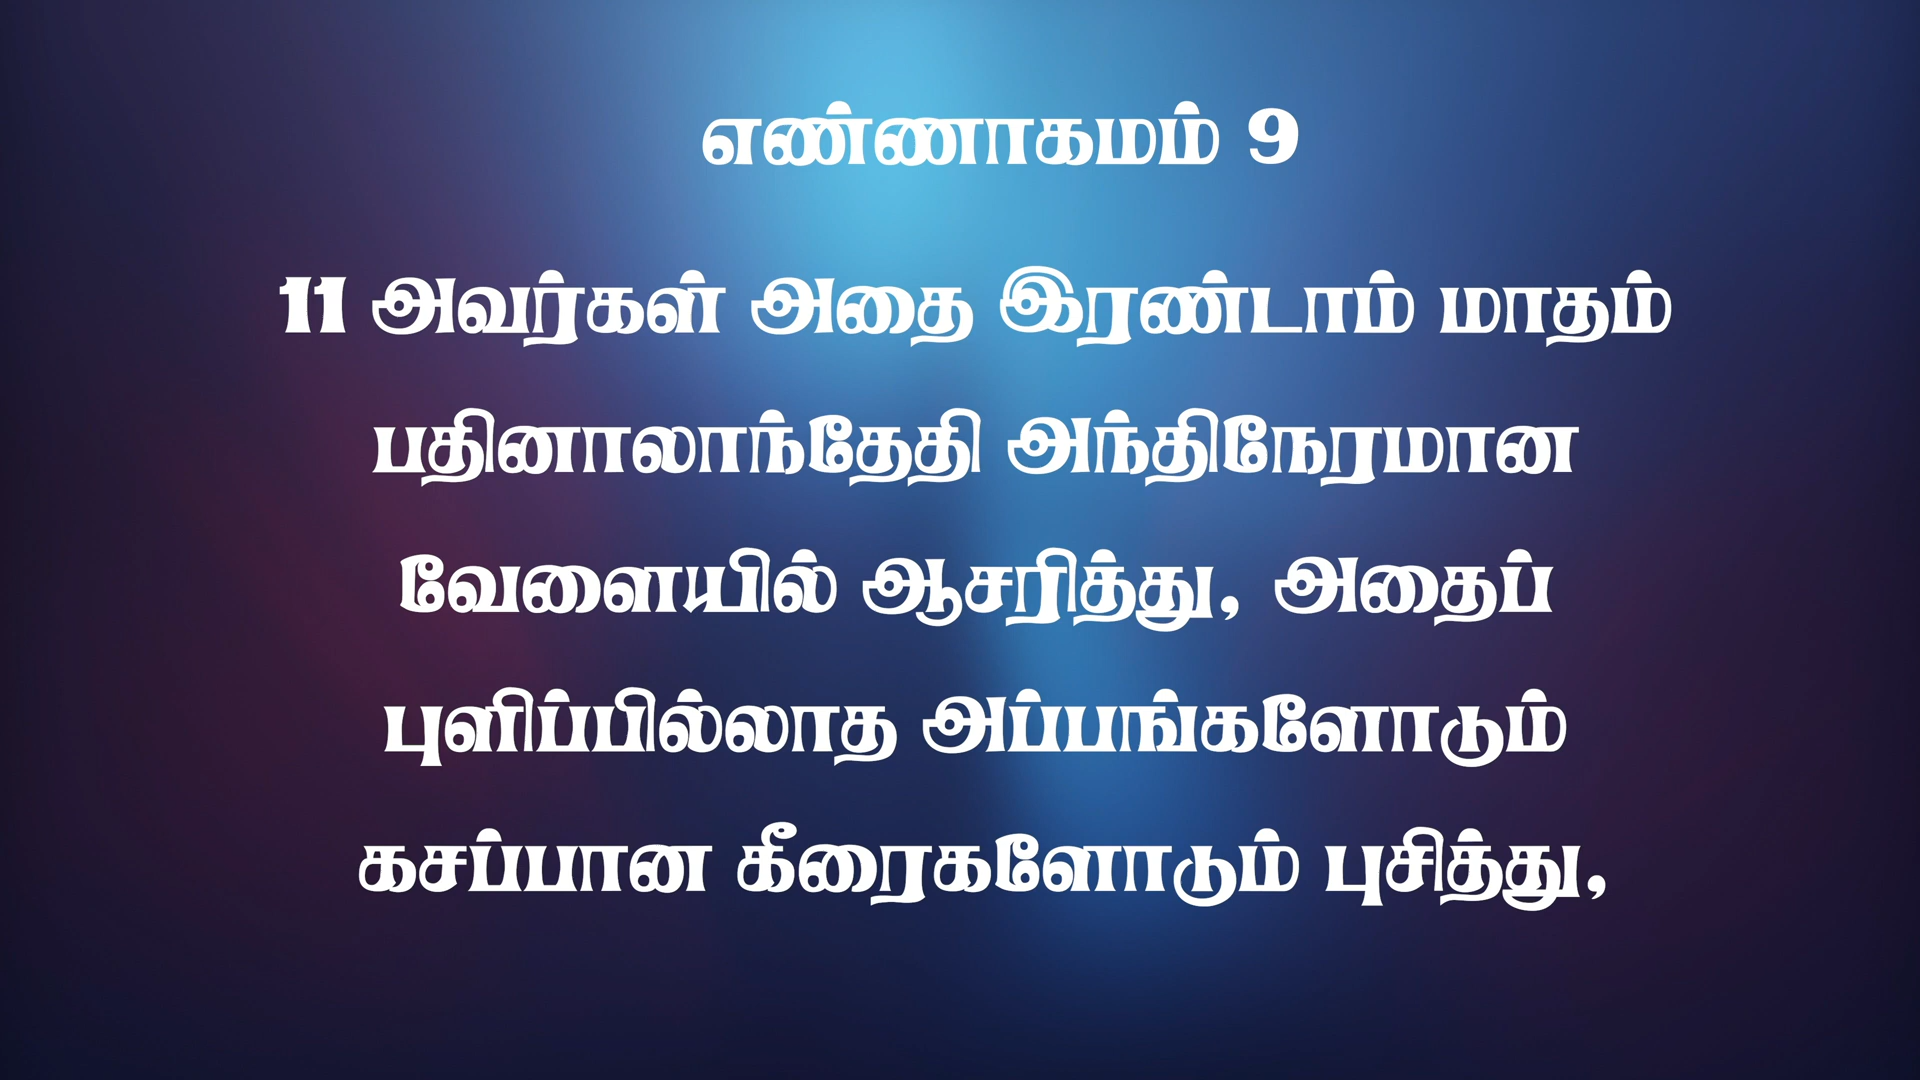 எண்ணாகமம் 9
11 அவர்கள் அதை இரண்டாம் மாதம்
பதினாலாந்தேதி அந்திநேரமான
வேளையில் ஆசரித்து, அதைப்
புளிப்பில்லாத அப்பங்களோடும்
கசப்பான கீரைகளோடும் புசித்து,